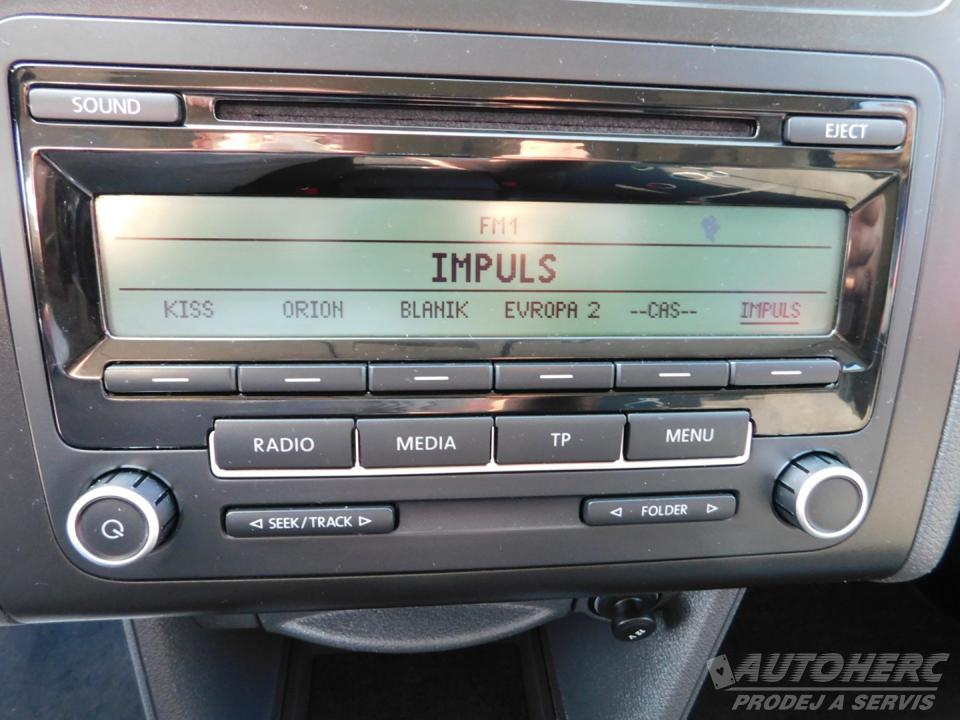 SOUND
EJECT
FM1
IMPULS
KISS ORION BLANIK EVROPA 2 --CAS-- IMPULS
RADIO MEDIA TP MENU
SEEK/TRACK
FOLDER
AUTOHERC
PRODEJ A SERVIS